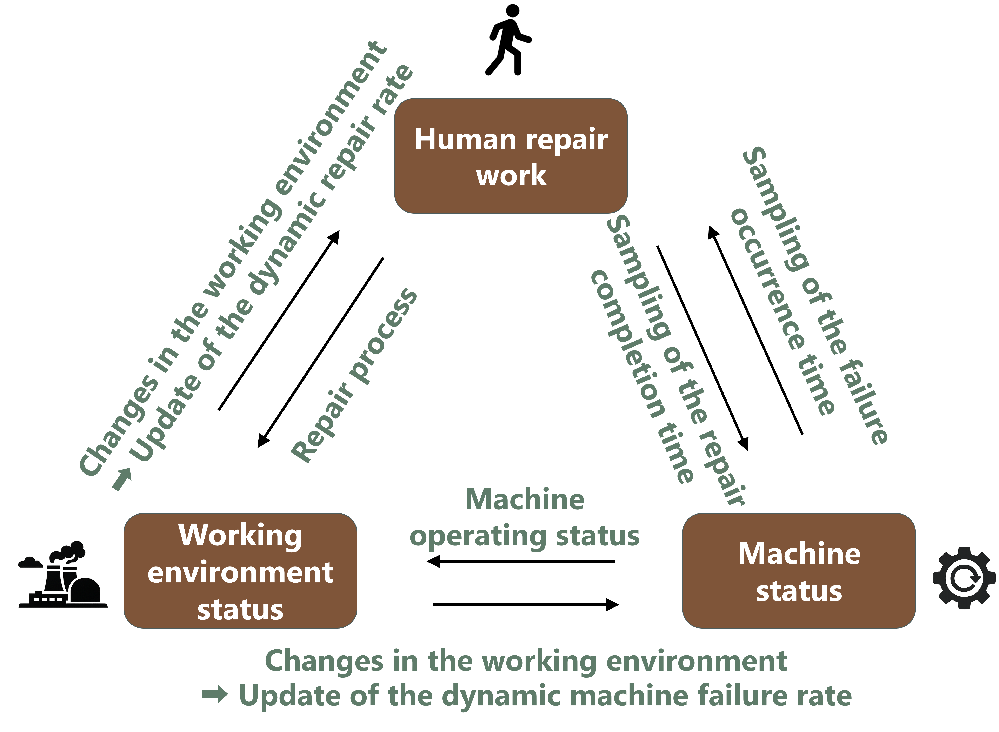 Changes in the working environment
Update of the dynamic repair rate
Human repair
work
Repair process
Sampling of the repair
completion time
Sampling of the failure
occurrence time
Machine
operating status
Working
environment
status
Machine
status
Changes in the working environment
Update of the dynamic machine failure rate